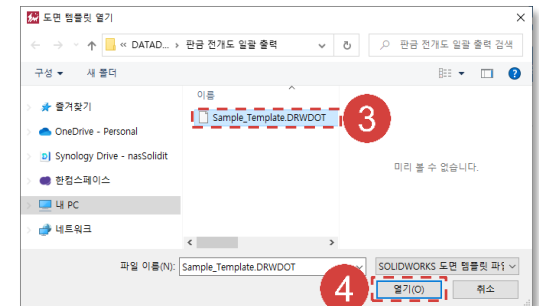 도면 템플릿 열기
« DATAD... › 판금 전개도 일괄 출력
판금 전개도 일괄 출력 검색
구성 새 폴더
이름
즐겨찾기
Sample_Template.DRWDOT
3
OneDrive - Personal
Synology Drive - nasSolidit
미리 볼 수 없습니다.
한컴스페이스
내 PC
네트워크
파일 이름(N): Sample_Template.DRWDOT
SOLIDWORKS 도면 템플릿 파일
4
열기(O) 취소